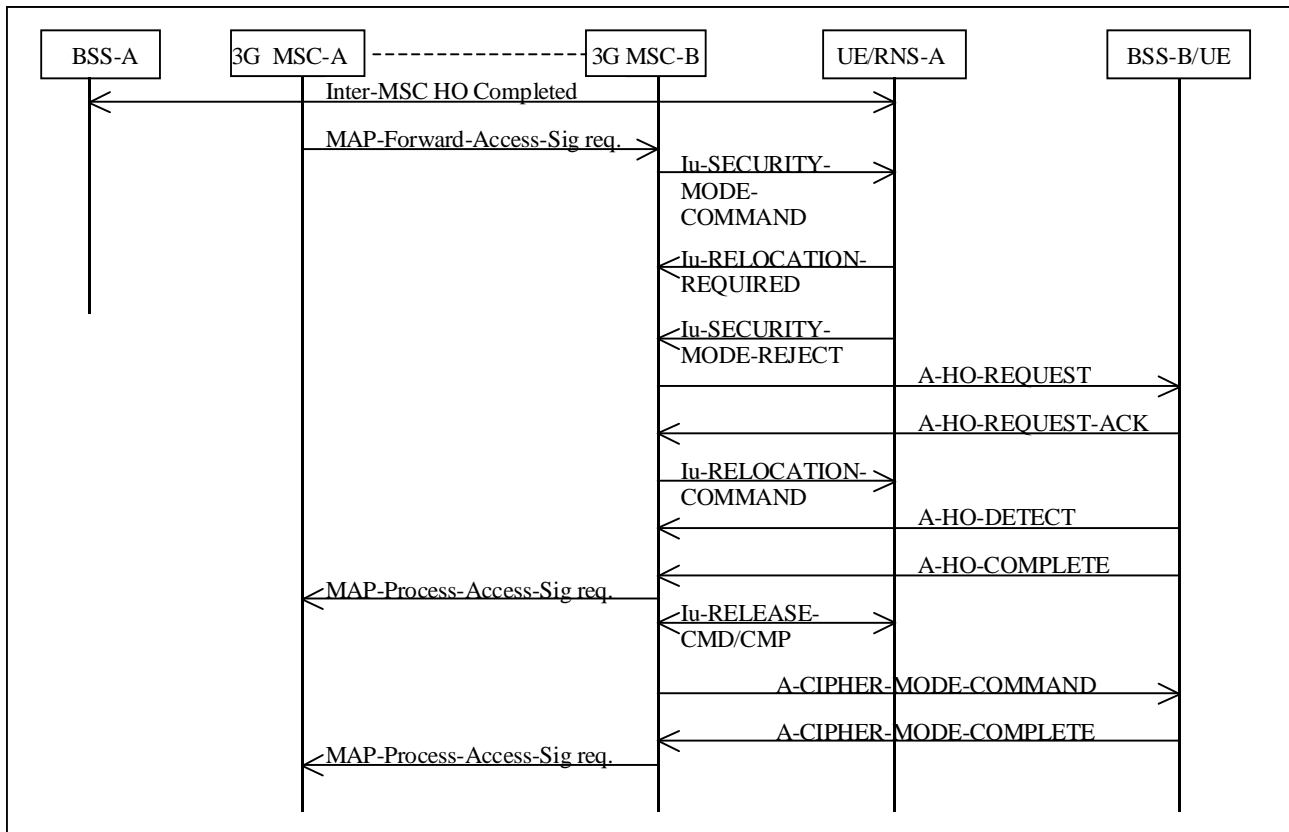 BSS-A
3G MSC-A
3G MSC-B
UE/RNS-A
BSS-B/UE
Inter-MSC HO Completed
MAP-Forward-Access-Sig req.
Iu-SECURITY-
MODE-
COMMAND
Iu-RELOCATION-
REQUIRED
Iu-SECURITY-
MODE-REJECT
A-HO-REQUEST
A-HO-REQUEST-ACK
Iu-RELOCATION-
COMMAND
A-HO-DETECT
A-HO-COMPLETE
MAP-Process-Access-Sig req.
Iu-RELEASE-
CMD/CMP
A-CIPHER-MODE-COMMAND
A-CIPHER-MODE-COMPLETE
MAP-Process-Access-Sig req.